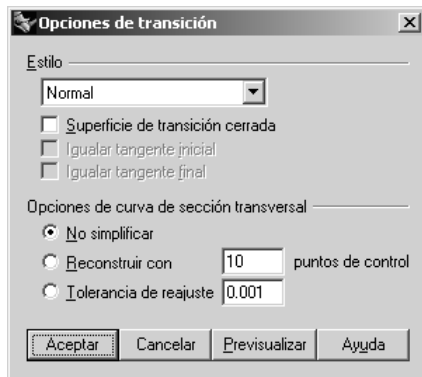 Opciones de transición
Estilo
Normal
Superficie de transición cerrada
Igualar tangente inicial
Igualar tangente final
Opciones de curva de sección transversal
No simplificar
Reconstruir con 10 puntos de control
Tolerancia de reajuste 0.001
Aceptar Cancelar Previsualizar Ayuda